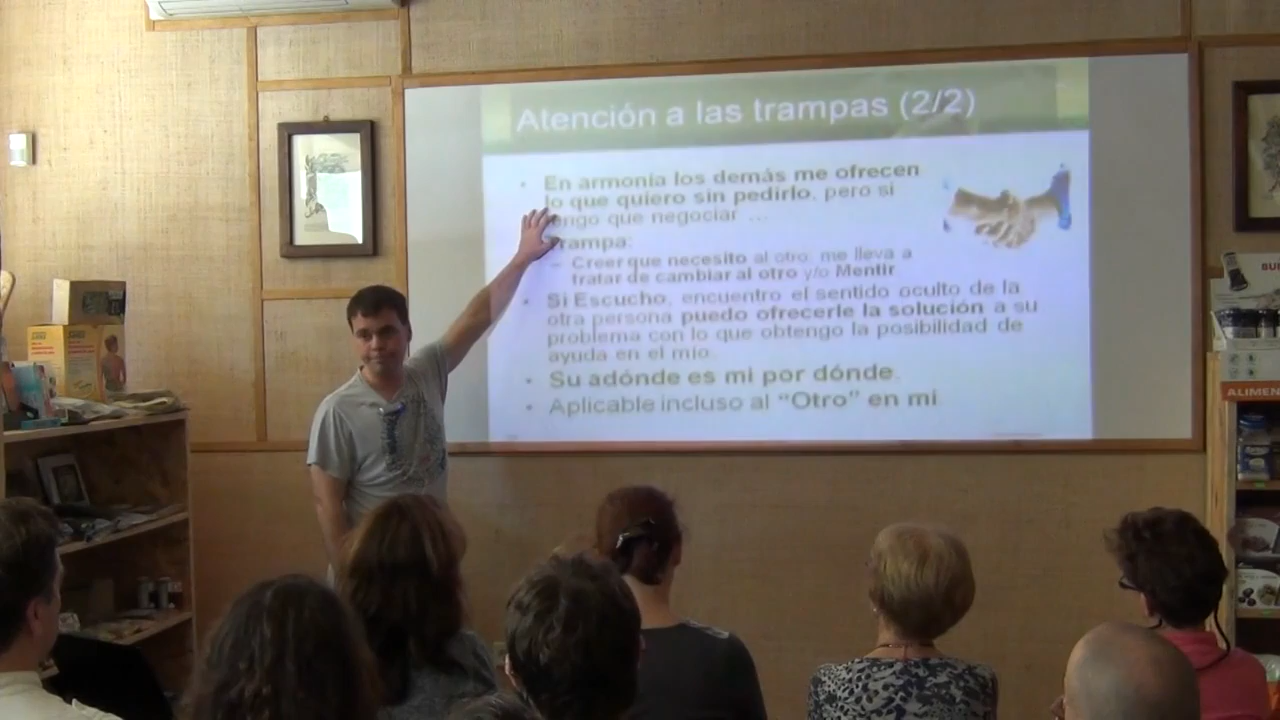 Atención a las trampas (2/2)
• En armonía los demás me ofrecen
lo que quiero sin pedirlo, pero si
tengo que negociar ...
Trampa:
– Creer que necesito al otro, me lleva a
tratar de cambiar al otro y/o Mentir
• Si Escucho, encuentro el sentido oculto de la
otra persona puedo ofrecerle la solución a su
problema con lo que obtengo la posibilidad de
ayuda en el mío.
• Su adónde es mi por dónde.
• Aplicable incluso al “Otro” en mi
ALIMEN